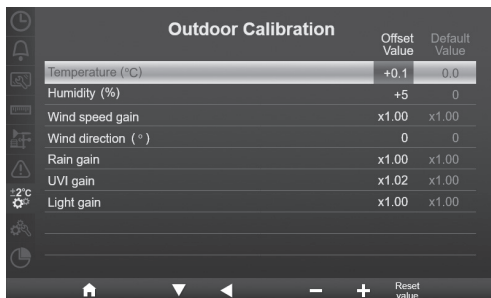 Outdoor Calibration
Offset Value Default Value
Temperature (°C) +0.1 0.0
Humidity (%) +5 0
Wind speed gain x1.00 x1.00
Wind direction ( ° ) 0 0
Rain gain x1.00 x1.00
UVI gain x1.02 x1.00
Light gain x1.00 x1.00
±2°C
Reset
value